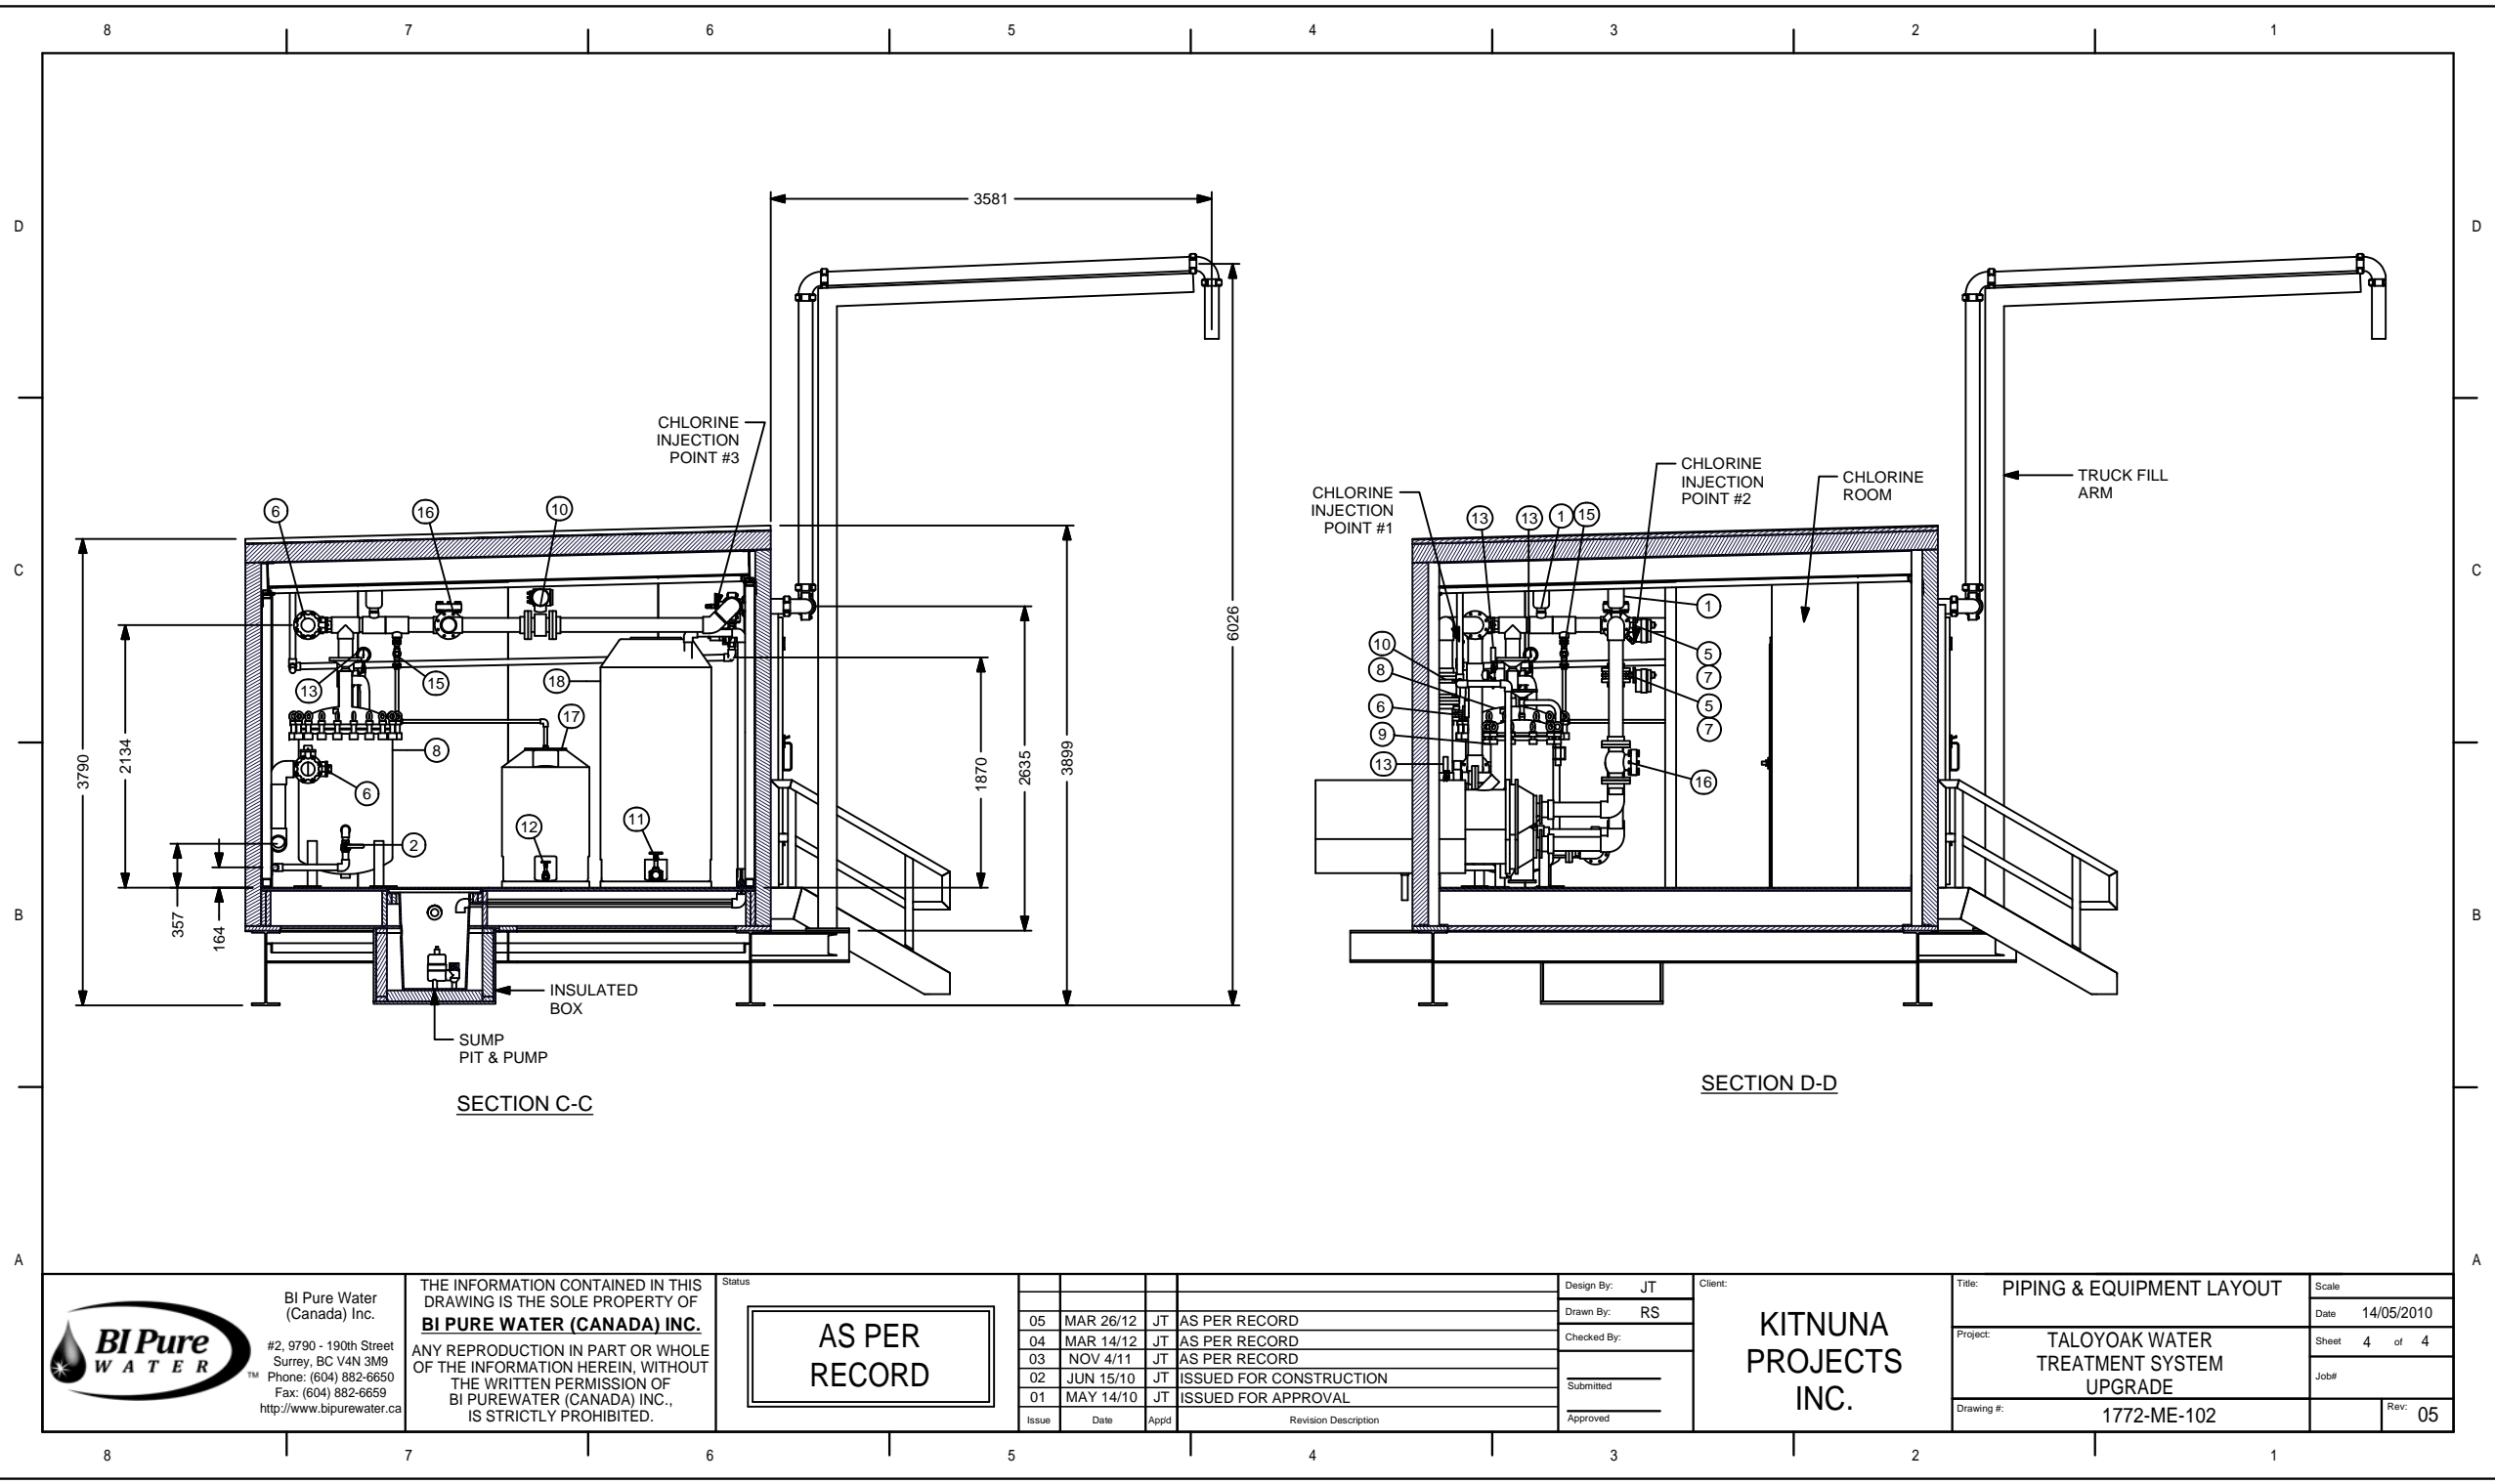 8 7 6 5 4 3 2 1
D
D
C
C
B
B
A
A
3581
CHLORINE
INJECTION
POINT #3
6
16
10
13
15
18
17
8
6
12
11
2
3790
2134
357
164
1870
2635
3899
6026
INSULATED
BOX
SUMP
PIT & PUMP
SECTION C-C
CHLORINE
INJECTION
POINT #1
CHLORINE
INJECTION
POINT #2
CHLORINE
ROOM
TRUCK FILL
ARM
13
13
1
15
1
10
8
6
9
13
5
7
5
7
16
SECTION D-D
BI Pure
WATER
TM
BI Pure Water
(Canada) Inc.
#2, 9790 - 190th Street
Surrey, BC V4N 3M9
Phone: (604) 882-6650
Fax: (604) 882-6659
http://www.bipurewater.ca
THE INFORMATION CONTAINED IN THIS
DRAWING IS THE SOLE PROPERTY OF
BI PURE WATER (CANADA) INC.
ANY REPRODUCTION IN PART OR WHOLE
OF THE INFORMATION HEREIN, WITHOUT
THE WRITTEN PERMISSION OF
BI PUREWATER (CANADA) INC.,
IS STRICTLY PROHIBITED.
Status
AS PER
RECORD
05 MAR 26/12 JT AS PER RECORD
04 MAR 14/12 JT AS PER RECORD
03 NOV 4/11 JT AS PER RECORD
02 JUN 15/10 JT ISSUED FOR CONSTRUCTION
01 MAY 14/10 JT ISSUED FOR APPROVAL
Issue Date App'd Revision Description
Design By: JT
Drawn By: RS
Checked By:
Submitted
Approved
Client:
KITNUNA
PROJECTS
INC.
Title: PIPING & EQUIPMENT LAYOUT
Project: TALOYOAK WATER
TREATMENT SYSTEM
UPGRADE
Drawing #: 1772-ME-102
Scale
Date 14/05/2010
Sheet 4 of 4
Job#
Rev: 05
8 7 6 5 4 3 2 1